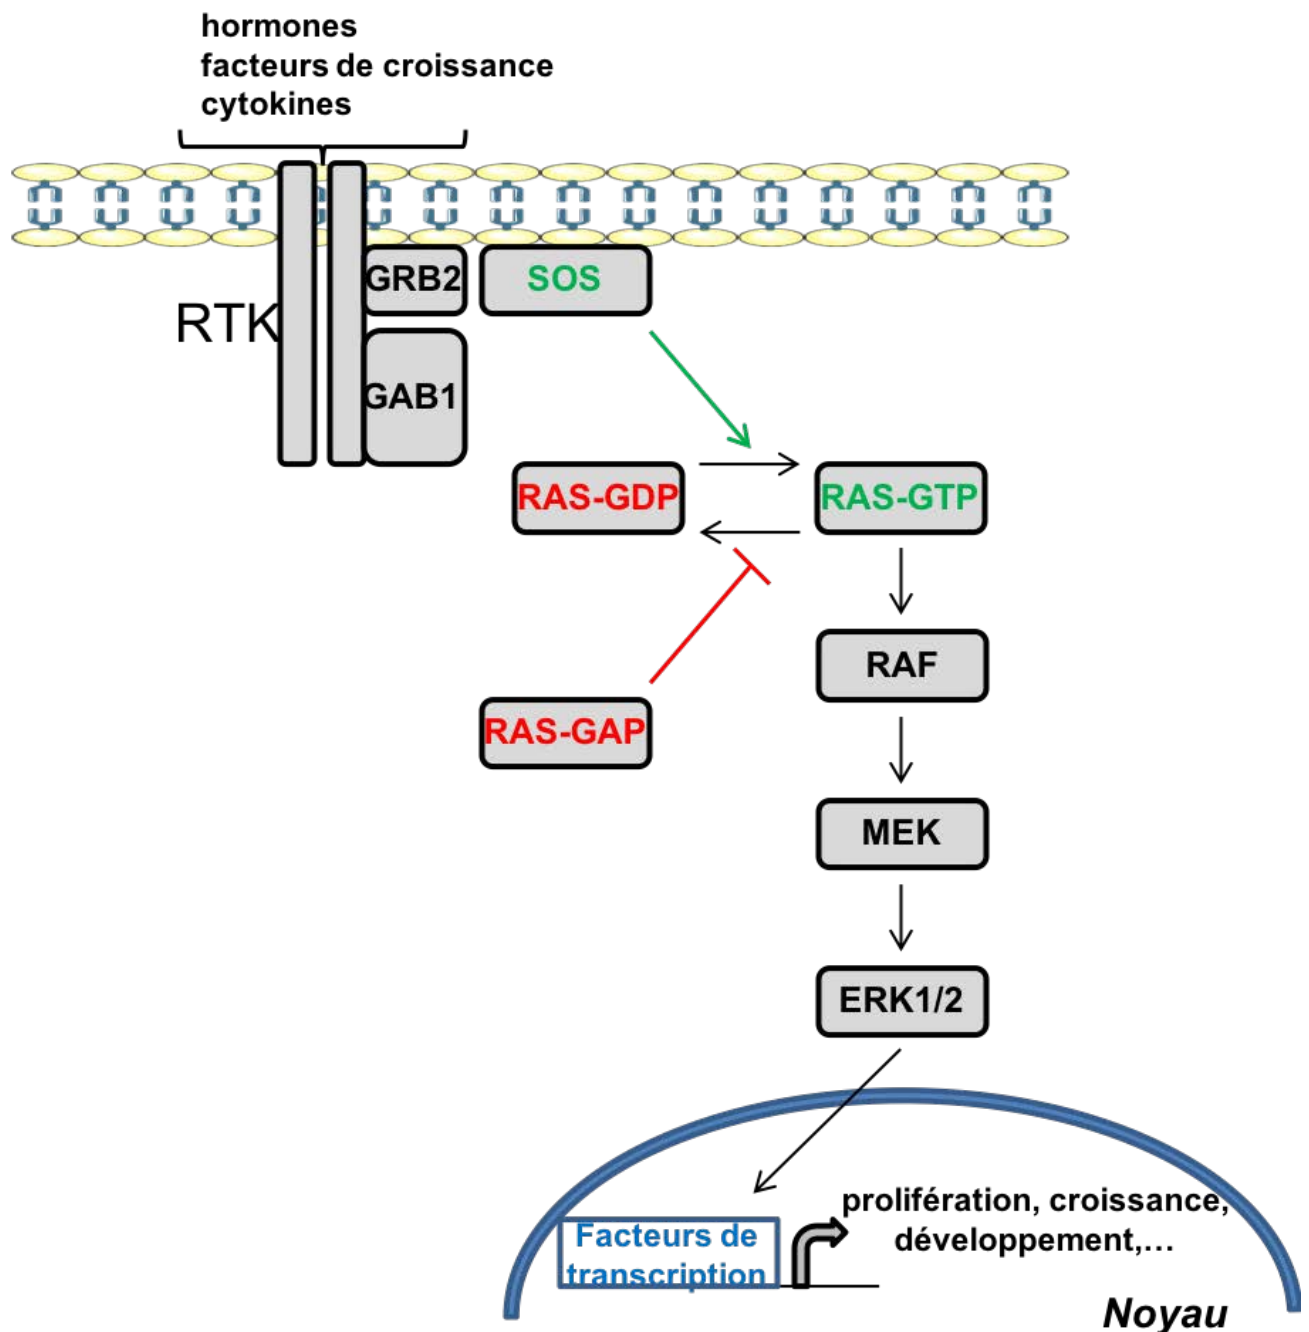 hormones
facteurs de croissance
cytokines
GRB2
SOS
RTK
GAB1
RAS-GDP
RAS-GTP
RAF
RAS-GAP
MEK
ERK1/2
prolifération, croissance,
développement,...
Facteurs de
transcription
Noyau